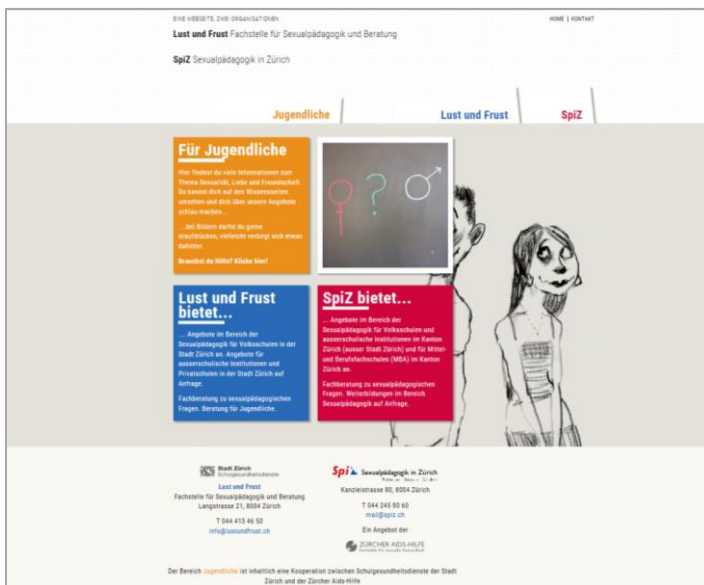 EINE WEBSEITE, ZWEI ORGANISATIONEN
HOME | KONTAKT
Lust und Frust Fachstelle für Sexualpädagogik und Beratung
SpiZ Sexualpädagogik in Zürich
Jugendliche
Lust und Frust
SpiZ
Für Jugendliche
Hier findest du viele Informationen zum
Thema Sexualität, Liebe und Freundschaft.
Du kannst dich auf den Wissensseiten
umsehen und dich über unsere Angebote
schlau machen...
...bei Bildern darfst du gerne
draufdrücken, vielleicht verbirgt sich etwas
dahinter.
Brauchst du Hilfe? Klicke hier!
?
Lust und Frust
bietet...
... Angebote im Bereich der
Sexualpädagogik für Volksschulen in der
Stadt Zürich an. Angebote für
ausserschulische Institutionen und
Privatschulen in der Stadt Zürich auf
Anfrage.
Fachberatung zu sexualpädagogischen
Fragen. Beratung für Jugendliche.
SpiZ bietet...
... Angebote im Bereich der
Sexualpädagogik für Volksschulen und
ausserschulische Institutionen im Kanton
Zürich (ausser Stadt Zürich) und für Mittel-
und Berufsfachschulen (MBA) im Kanton
Zürich an.
Fachberatung zu sexualpädagogischen
Fragen. Weiterbildungen im Bereich
Sexualpädagogik auf Anfrage.
Stadt Zürich
Schulgesundheitsdienste
Lust und Frust
Fachstelle für Sexualpädagogik und Beratung
Langstrasse 21, 8004 Zürich
T 044 413 46 50
info@lustundfrust.ch
Spiz Sexualpädagogik in Zürich
Kanzleistrasse 80, 8004 Zürich
T 044 245 80 60
mail@spiz.ch
Ein Angebot der
ZÜRCHER AIDS-HILFE
Fachstelle für sexuelle Gesundheit
Der Bereich Jugendliche ist inhaltlich eine Kooperation zwischen Schulgesundheitsdienste der Stadt
Zürich und der Zürcher Aids-Hilfe